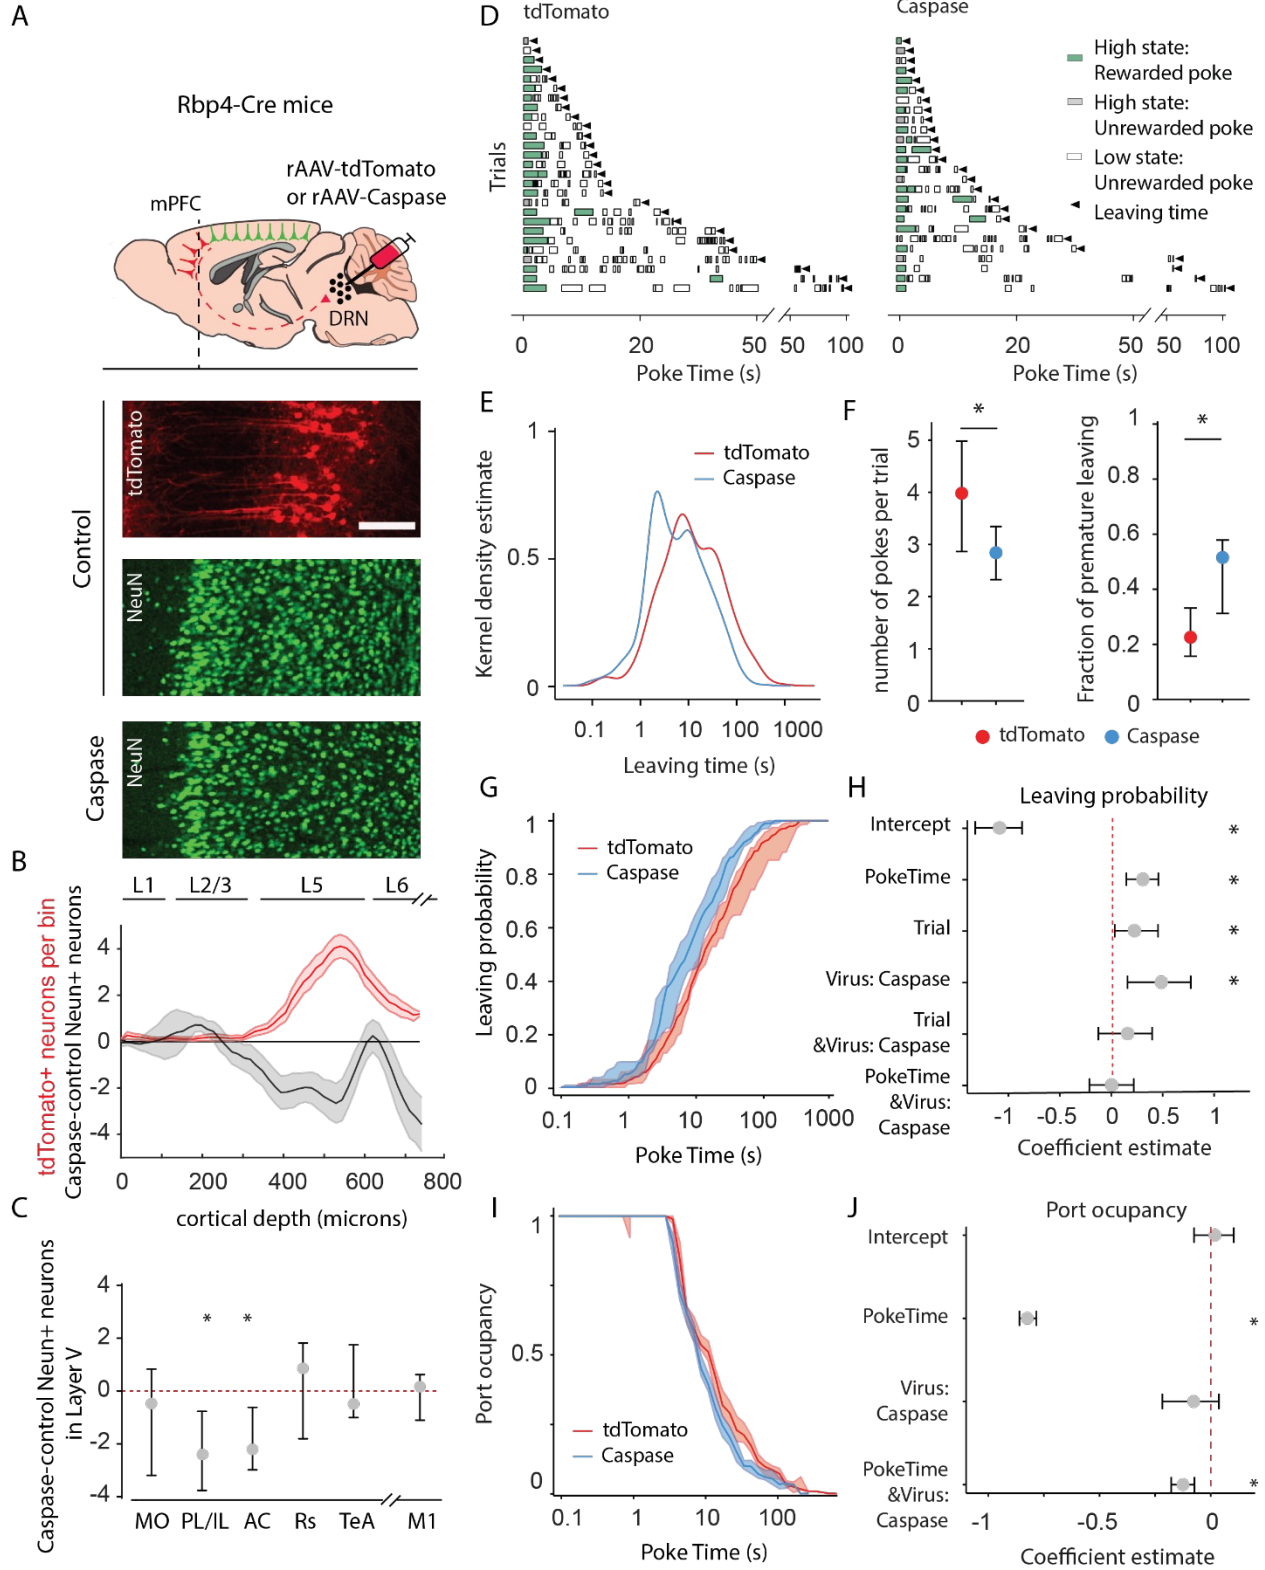 A
Rbp4-Cre mice
rAAV-tdTomato
or rAAV-Caspase
mPFC
DRN
Control
tdTomato
NeuN
Caspase
NeuN
B
L1 L2/3 L5 L6
tdTomato+ neurons per bin
Caspase-control Neun+ neurons
4
2
0
-2
-4
0 200 400 600 800
cortical depth (microns)
C
Caspase-control Neun+ neurons
in Layer V
4
2
0
-2
-4
* *
MO PL/IL AC Rs TeA M1
D
tdTomato
Trials
0 20 50 50 100
Poke Time (s)
Caspase
0 20 50 50 100
Poke Time (s)
High state:
Rewarded poke
High state:
Unrewarded poke
Low state:
Unrewarded poke
Leaving time
E
Kernel density estimate
1
0.5
0
tdTomato
Caspase
0.1 1 10 100 1000
Leaving time (s)
F
number of pokes per trial
5
4
3
2
1
0
*
Fraction of premature leaving
1
0.8
0.6
0.4
0.2
0
*
tdTomato Caspase
G
Leaving probability
1
0.8
0.6
0.4
0.2
0
tdTomato
Caspase
0.1 1 10 100 1000
Poke Time (s)
H
Leaving probability
Intercept *
PokeTime *
Trial *
Virus: Caspase *
Trial
&Virus: Caspase
PokeTime
&Virus:
Caspase
-1 -0.5 0 0.5 1
Coefficient estimate
I
Port ocupancy
1
0.5
0
tdTomato
Caspase
0.1 1 10 100
Poke Time (s)
J
Port ocupancy
Intercept
PokeTime *
Virus:
Caspase
PokeTime
&Virus: *
Caspase
-1 -0.5 0
Coefficient estimate